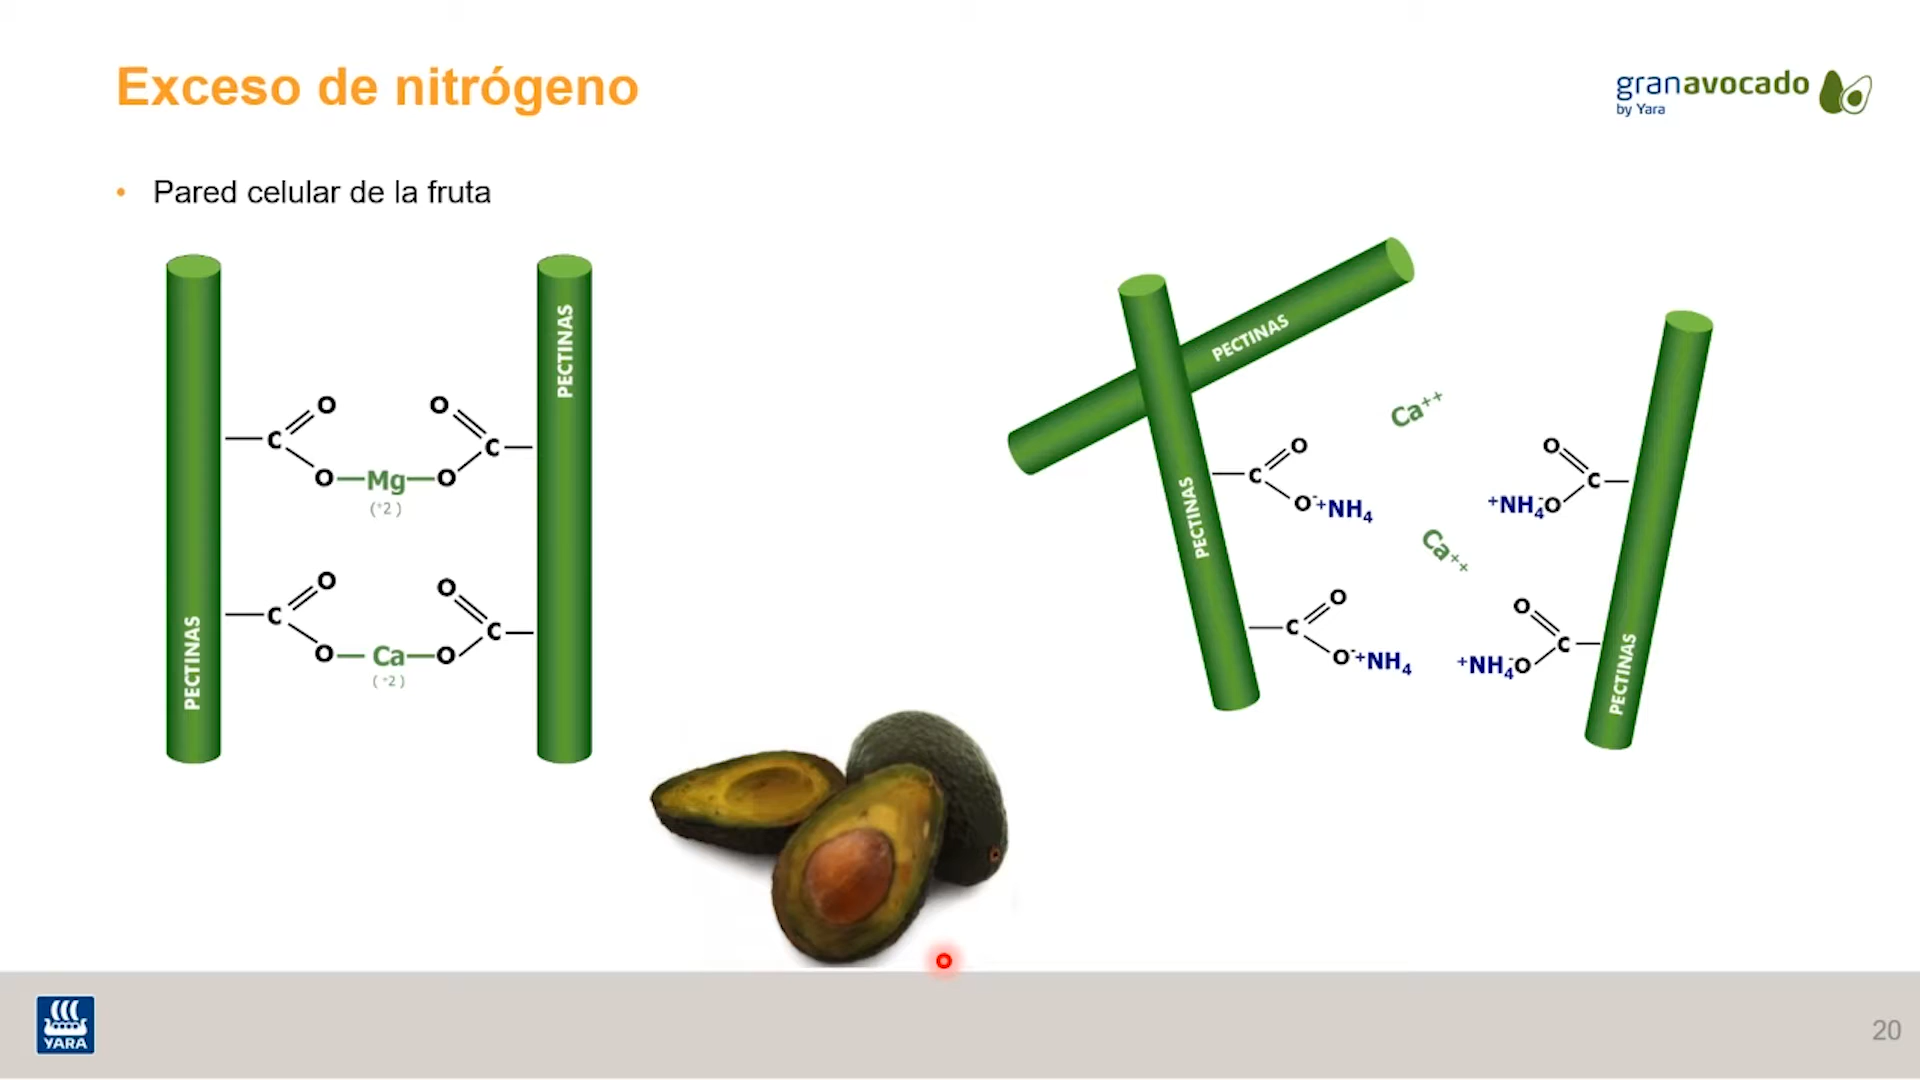 Exceso de nitrógeno
granavocado
by Yara
• Pared celular de la fruta
PECTINAS
PECTINAS
O O
C C
O—Mg—O
(⁺2)
O O
C C
O—Ca—O
(⁺2)
PECTINAS
PECTINAS
PECTINAS
Ca⁺⁺
O O
C C
O⁻⁺NH₄ ⁺NH₄⁻O
Ca⁺⁺
O O
C C
O⁻⁺NH₄ ⁺NH₄⁻O
YARA
20